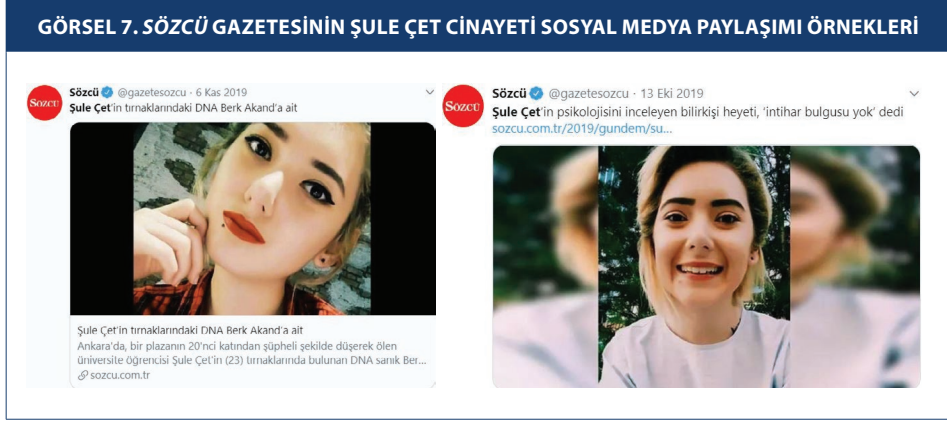 GÖRSEL 7. SÖZCÜ GAZETESİNİN ŞULE ÇET CİNAYETİ SOSYAL MEDYA PAYLAŞIMI ÖRNEKLERİ
SÖZCÜ
Sözcü @gazetesozcu · 6 Kas 2019
Şule Çet'in tırnaklarındaki DNA Berk Akand'a ait
Şule Çet'in tırnaklarındaki DNA Berk Akand'a ait
Ankara'da, bir plazanın 20'nci katından şüpheli şekilde düşerek ölen
üniversite öğrencisi Şule Çet'in (23) tırnaklarında bulunan DNA sanık Ber...
sozcu.com.tr
SÖZCÜ
Sözcü @gazetesozcu · 13 Eki 2019
Şule Çet'in psikolojisini inceleyen bilirkişi heyeti, 'intihar bulgusu yok' dedi
sozcu.com.tr/2019/gundem/su...